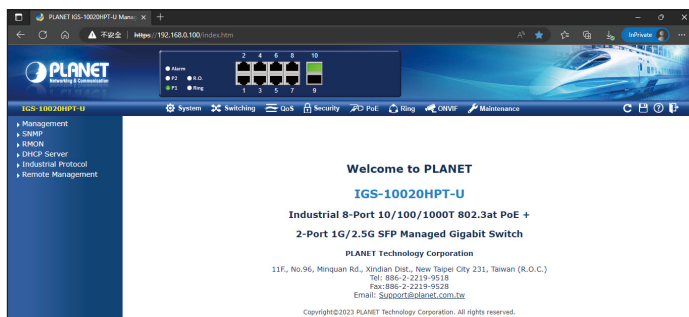 PLANET IGS-10020HPT-U Manag
不安全 https://192.168.0.100/index.htm
InPrivate
PLANET
Networking & Communication
Alarm
P2 R.O.
P1 Ring
2 4 6 8 10
1 3 5 7 9
IGS-10020HPT-U
System Switching QoS Security PoE Ring ONVIF Maintenance
Management
SNMP
RMON
DHCP Server
Industrial Protocol
Remote Management
Welcome to PLANET
IGS-10020HPT-U
Industrial 8-Port 10/100/1000T 802.3at PoE +
2-Port 1G/2.5G SFP Managed Gigabit Switch
PLANET Technology Corporation
11F., No.96, Minquan Rd., Xindian Dist., New Taipei City 231, Taiwan (R.O.C.)
Tel: 886-2-2219-9518
Fax:886-2-2219-9528
Email: Support@planet.com.tw
Copyright©2023 PLANET Technology Corporation. All rights reserved.